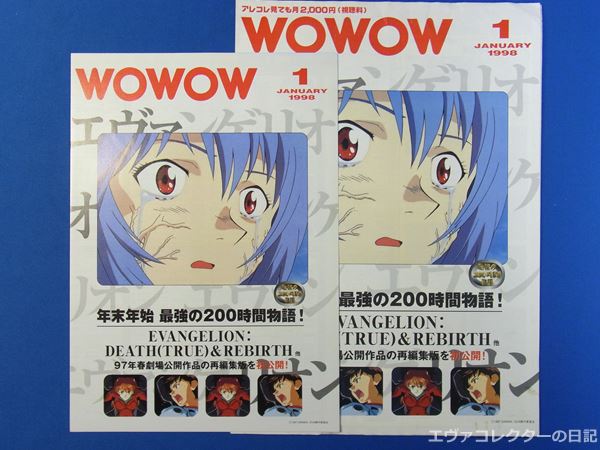 WOWOW
1
JANUARY
1998
エヴァンゲリオ
年末年始 最強の200時間物語!
EVANGELION:
DEATH(TRUE)&REBIRTH 他
97年春劇場公開作品の再編集版を初公開!
アレコレ見ても月2,000円(視聴料)
WOWOW
1
JANUARY
1998
最強の200時間物語!
VANGELION:
(TRUE)&REBIRTH 他
場公開作品の再編集版を初公開!
エヴァコレクターの日記